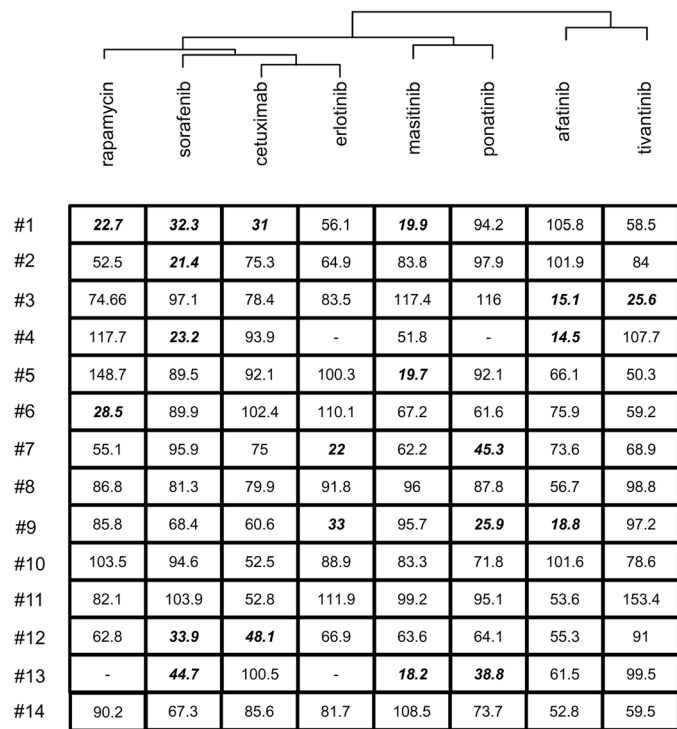 rapamycin sorafenib cetuximab erlotinib masitinib ponatinib afatinib tivantinib
#1 22.7 32.3 31 56.1 19.9 94.2 105.8 58.5
#2 52.5 21.4 75.3 64.9 83.8 97.9 101.9 84
#3 74.66 97.1 78.4 83.5 117.4 116 15.1 25.6
#4 117.7 23.2 93.9 - 51.8 - 14.5 107.7
#5 148.7 89.5 92.1 100.3 19.7 92.1 66.1 50.3
#6 28.5 89.9 102.4 110.1 67.2 61.6 75.9 59.2
#7 55.1 95.9 75 22 62.2 45.3 73.6 68.9
#8 86.8 81.3 79.9 91.8 96 87.8 56.7 98.8
#9 85.8 68.4 60.6 33 95.7 25.9 18.8 97.2
#10 103.5 94.6 52.5 88.9 83.3 71.8 101.6 78.6
#11 82.1 103.9 52.8 111.9 99.2 95.1 53.6 153.4
#12 62.8 33.9 48.1 66.9 63.6 64.1 55.3 91
#13 - 44.7 100.5 - 18.2 38.8 61.5 99.5
#14 90.2 67.3 85.6 81.7 108.5 73.7 52.8 59.5